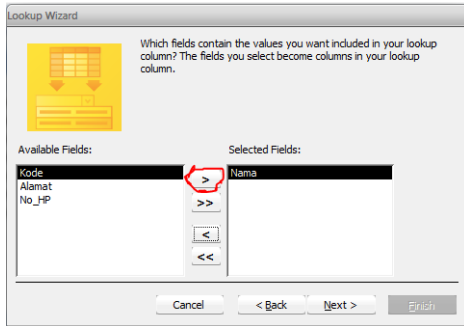 Lookup Wizard
Which fields contain the values you want included in your lookup
column? The fields you select become columns in your lookup
column.
Available Fields:
Selected Fields:
Kode
Alamat
No_HP
>
>>
<
<<
Nama
Cancel
< Back
Next >
Finish